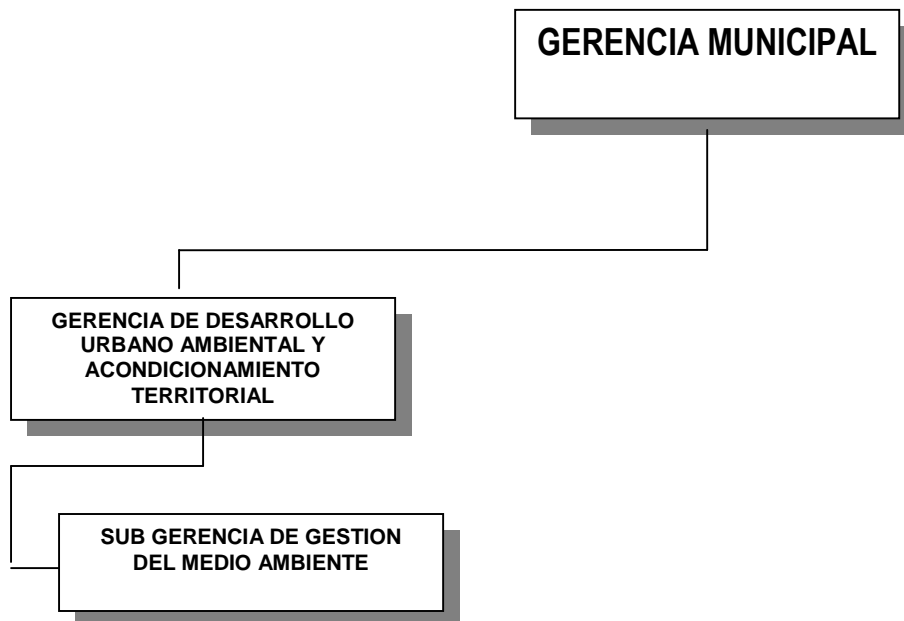 GERENCIA MUNICIPAL
GERENCIA DE DESARROLLO
URBANO AMBIENTAL Y
ACONDICIONAMIENTO
TERRITORIAL
SUB GERENCIA DE GESTION
DEL MEDIO AMBIENTE